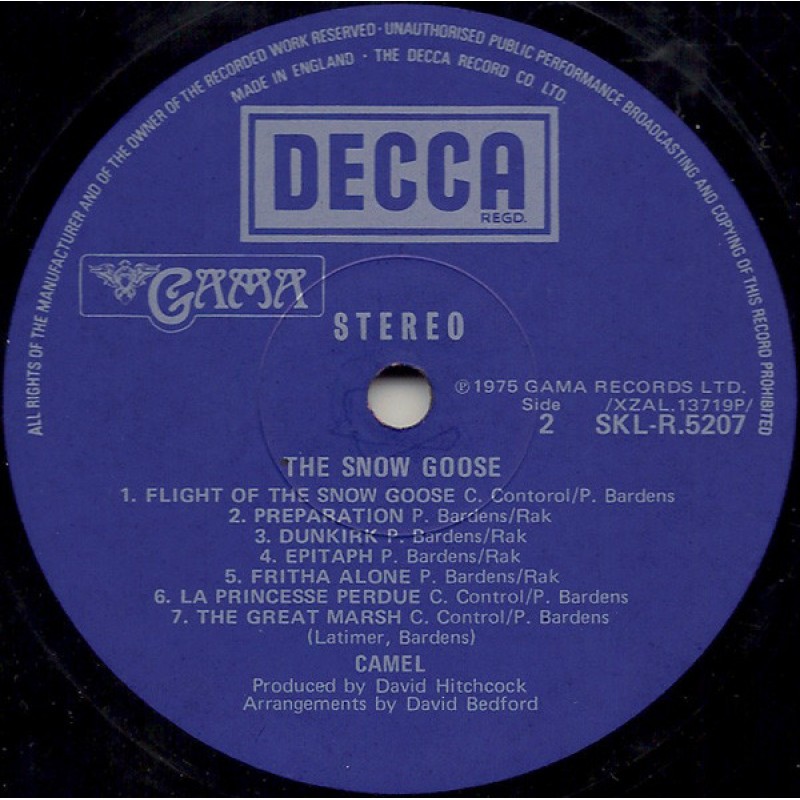 ALL RIGHTS OF THE MANUFACTURER AND OF THE OWNER OF THE RECORDED WORK RESERVED · UNAUTHORISED PUBLIC PERFORMANCE BROADCASTING AND COPYING OF THIS RECORD PROHIBITED
MADE IN ENGLAND · THE DECCA RECORD CO. LTD.
DECCA
REGD.
GAMA
STEREO
℗ 1975 GAMA RECORDS LTD.
Side /XZAL.13719P/
2 SKL-R.5207
THE SNOW GOOSE
1. FLIGHT OF THE SNOW GOOSE C. Contorol/P. Bardens
2. PREPARATION P. Bardens/Rak
3. DUNKIRK P. Bardens/Rak
4. EPITAPH P. Bardens/Rak
5. FRITHA ALONE P. Bardens/Rak
6. LA PRINCESSE PERDUE C. Control/P. Bardens
7. THE GREAT MARSH C. Control/P. Bardens
(Latimer, Bardens)
CAMEL
Produced by David Hitchcock
Arrangements by David Bedford